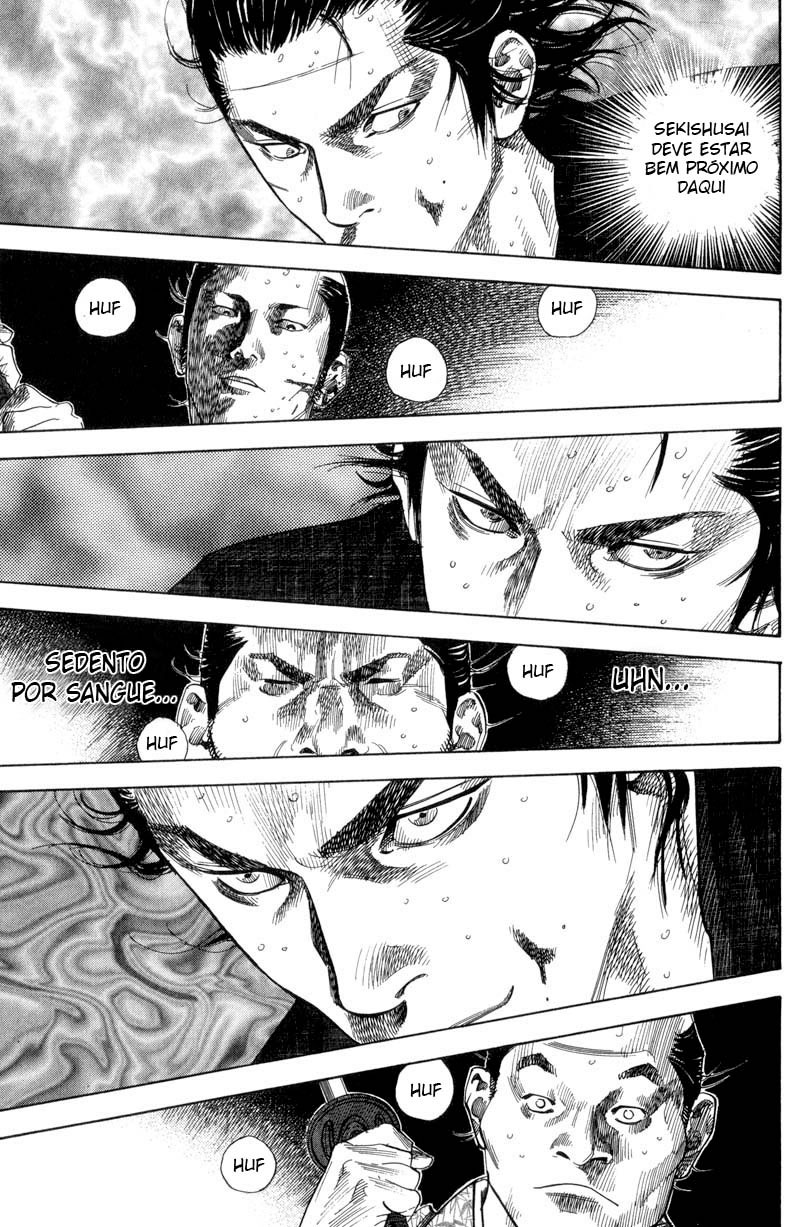 SEKISHUSAI
DEVE ESTAR
BEM PRÓXIMO
DAQUI
HUF
HUF
HUF
UHN...
HUF
SEDENTO
POR SANGUE...
HUF
HUF
HUF